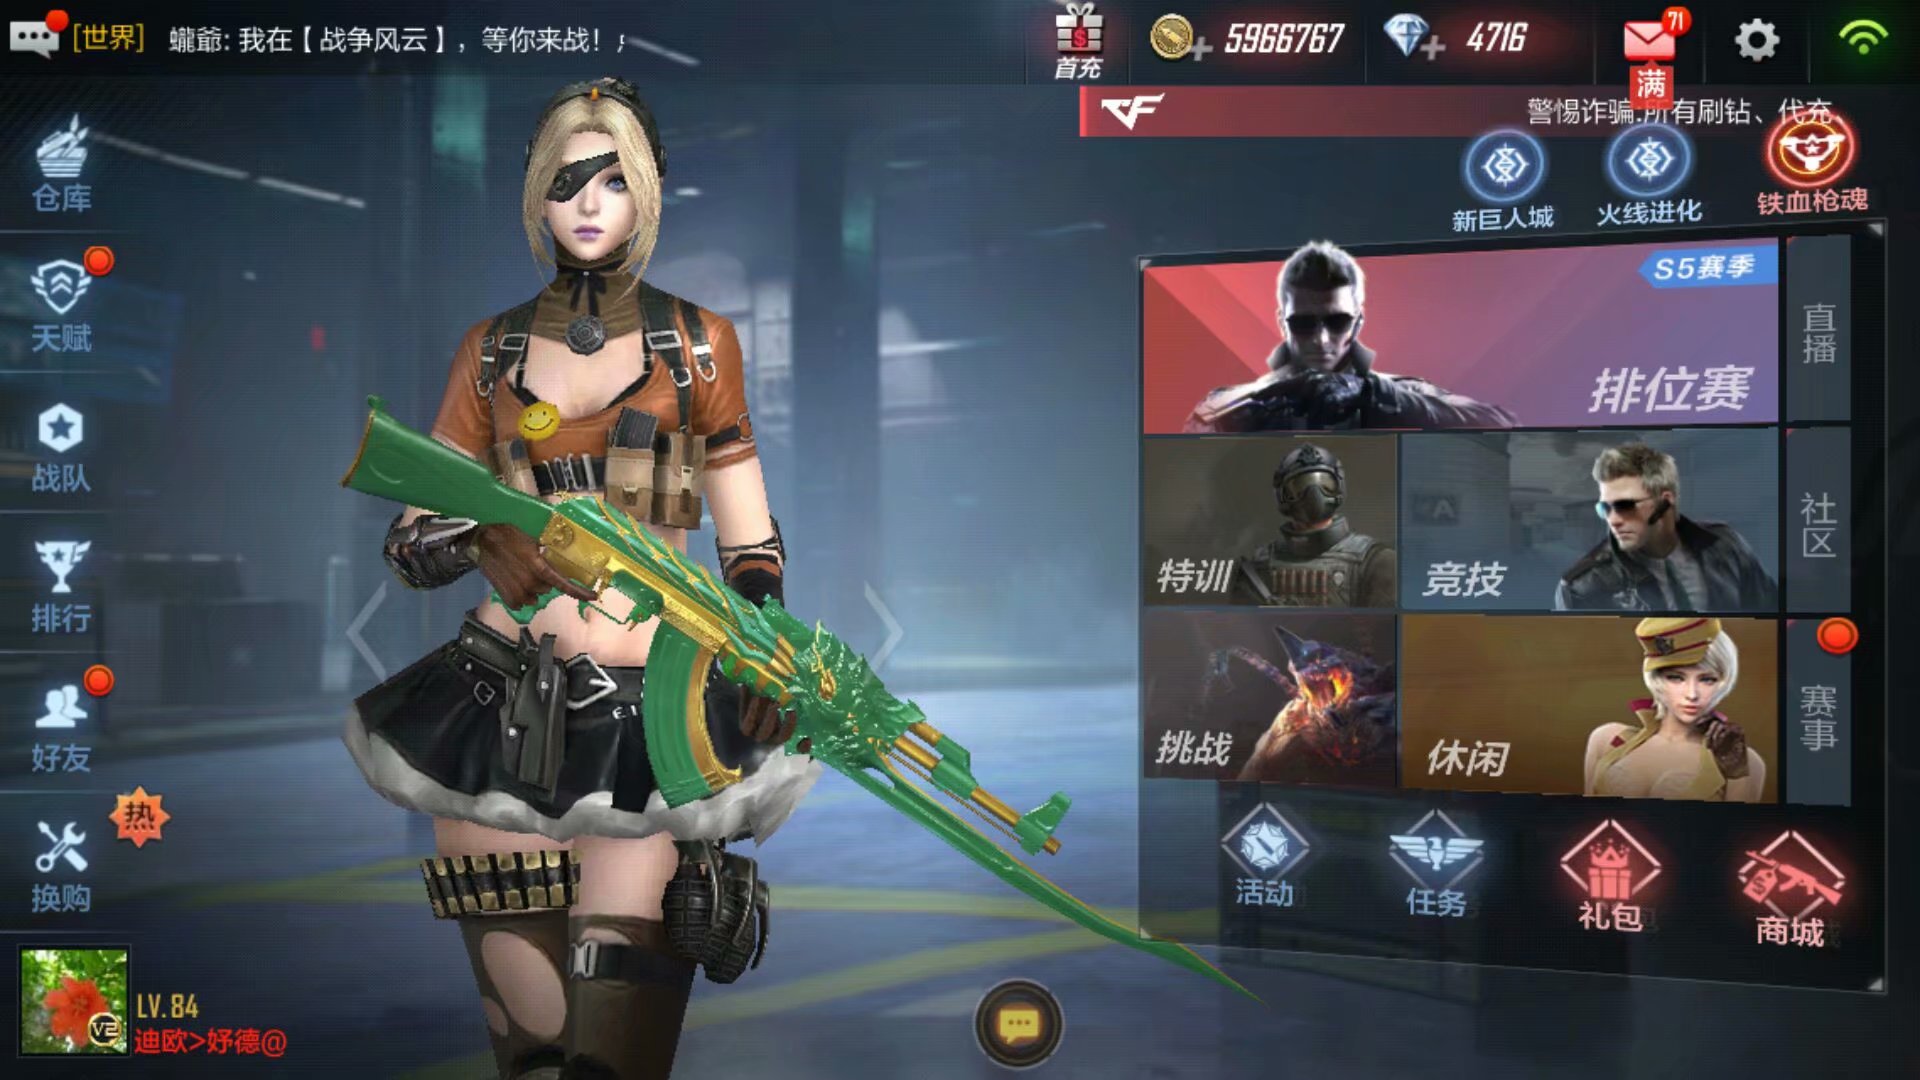 [世界] 蠬爺: 我在【战争风云】，等你来战！
首充
5966767
4716
71
满
CF
警惕诈骗:所有刷钻、代充、
新巨人城
火线进化
铁血枪魂
仓库
天赋
战队
排行
好友
热
换购
S5赛季
排位赛
特训
竞技
A
挑战
休闲
直播
社区
赛事
活动
任务
礼包
商城
V2
LV.84
迪欧>妤德@